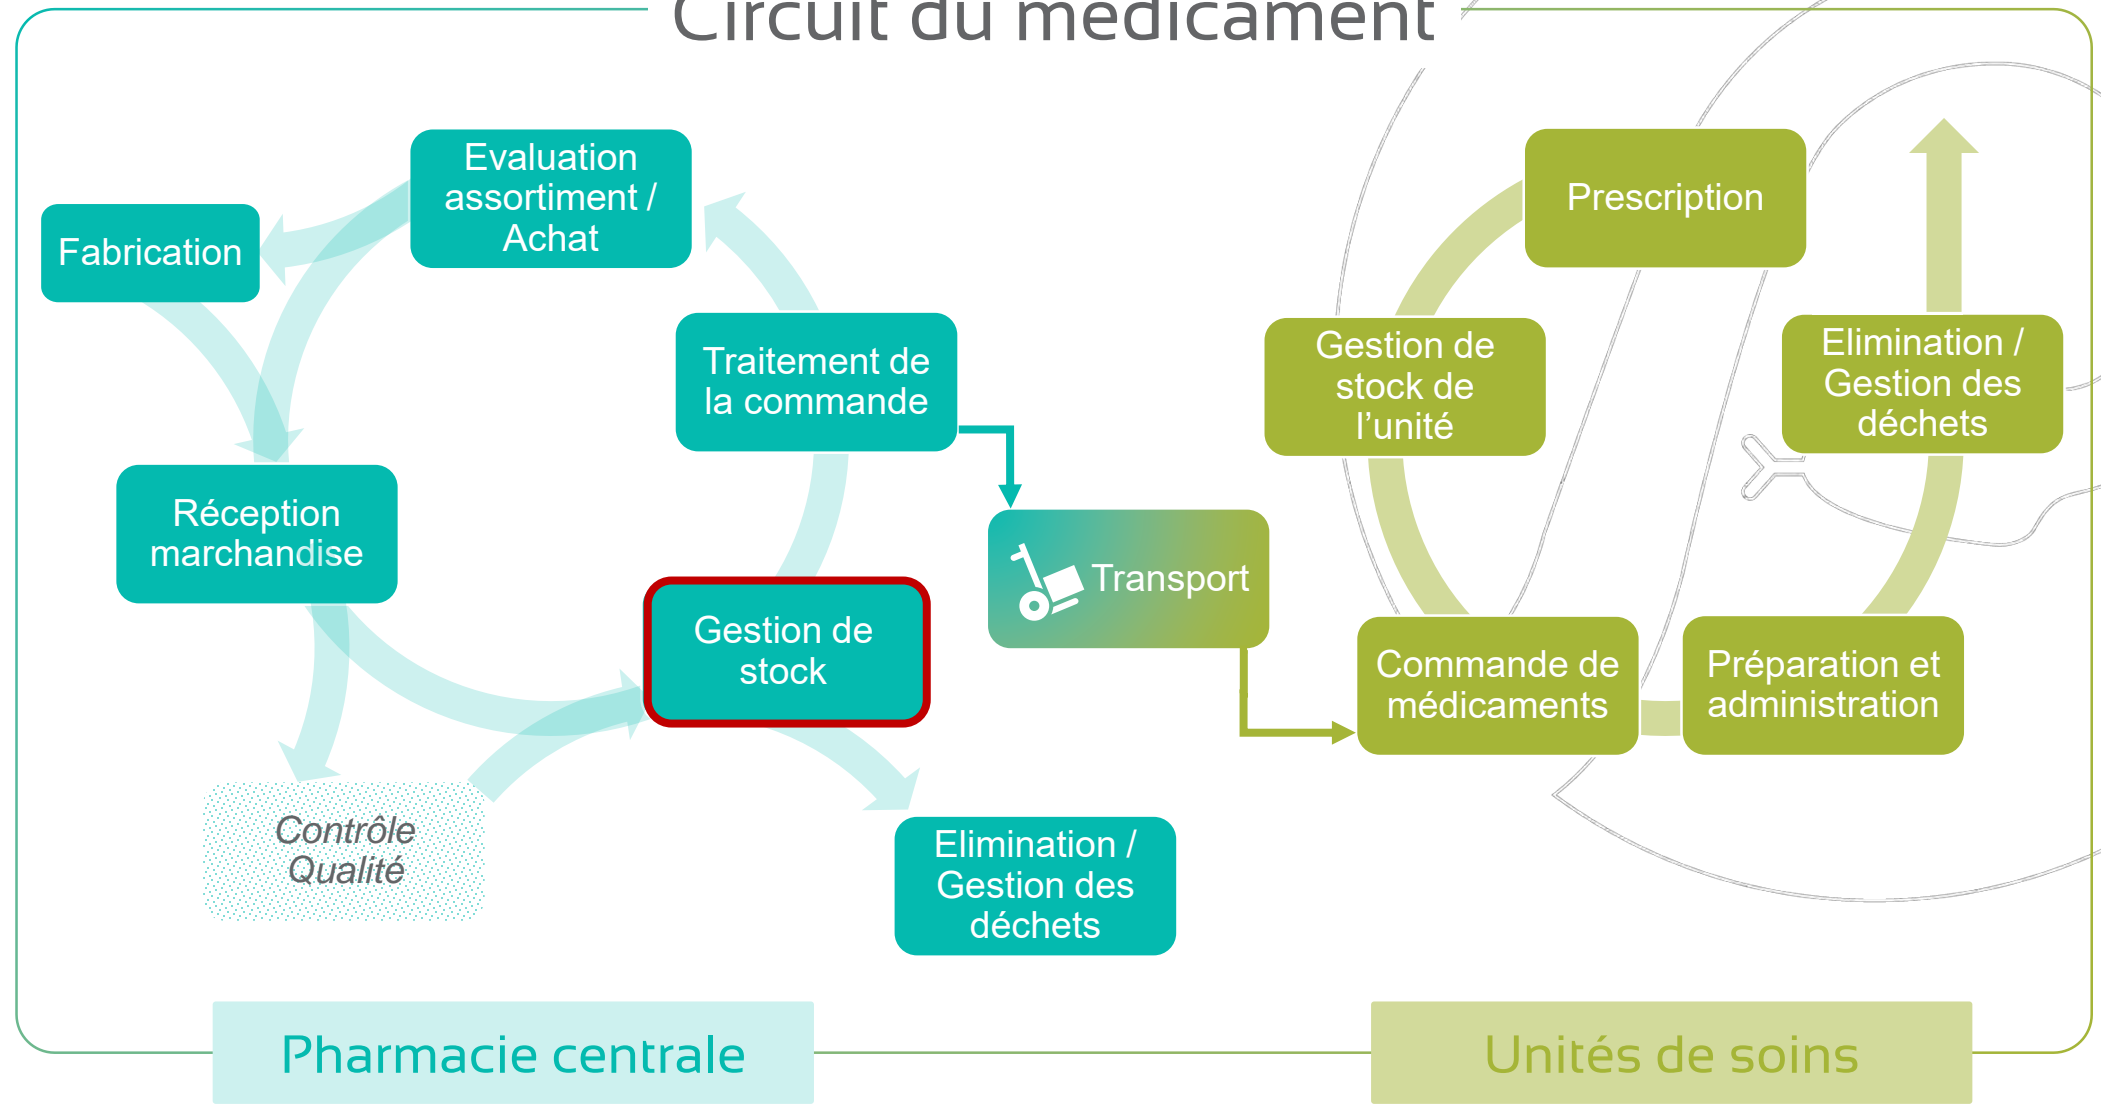 Circuit du médicament
Evaluation
assortiment /
Achat
Fabrication
Traitement de
la commande
Réception
marchandise
Gestion de
stock
Contrôle
Qualité
Elimination /
Gestion des
déchets
Transport
Prescription
Gestion de
stock de
l’unité
Elimination /
Gestion des
déchets
Commande de
médicaments
Préparation et
administration
Pharmacie centrale
Unités de soins